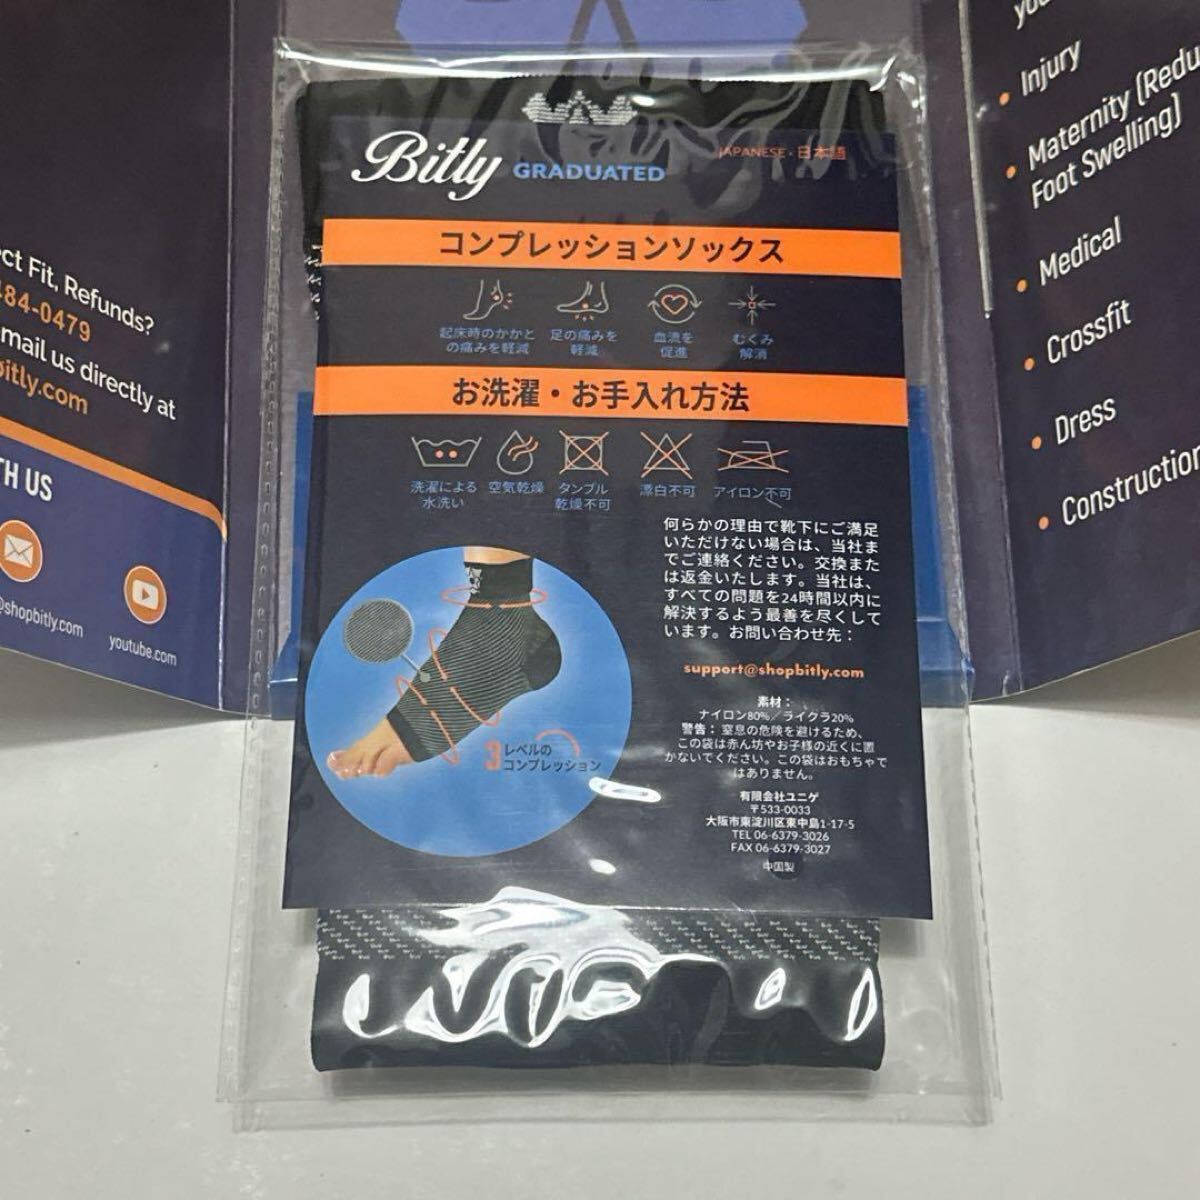 ect Fit, Refunds?
484-0479
mail us directly at
bitly.com
TH US
@shopbitly.com
youtube.com
Bitly GRADUATED
JAPANESE・日本語
コンプレッションソックス
起床時のかかと
の痛みを軽減
足の痛みを
軽減
血流を
促進
むくみ
解消
お洗濯・お手入れ方法
洗濯による
水洗い
空気乾燥
タンブル
乾燥不可
漂白不可
アイロン不可
何らかの理由で靴下にご満足
いただけない場合は、当社ま
でご連絡ください。交換また
は返金いたします。当社は、
すべての問題を24時間以内に
解決するよう最善を尽くして
います。お問い合わせ先：
support@shopbitly.com
素材：
ナイロン80%／ライクラ20%
警告： 窒息の危険を避けるため、
この袋は赤ん坊やお子様の近くに置
かないでください。この袋はおもちゃで
はありません。
有限会社ユニゲ
〒533-0033
大阪市東淀川区東中島1-17-5
TEL 06-6379-3026
FAX 06-6379-3027
中国製
3 レベルの
コンプレッション
you
• Injury
• Maternity (Redu
Foot Swelling)
• Medical
• Crossfit
• Dress
• Construction